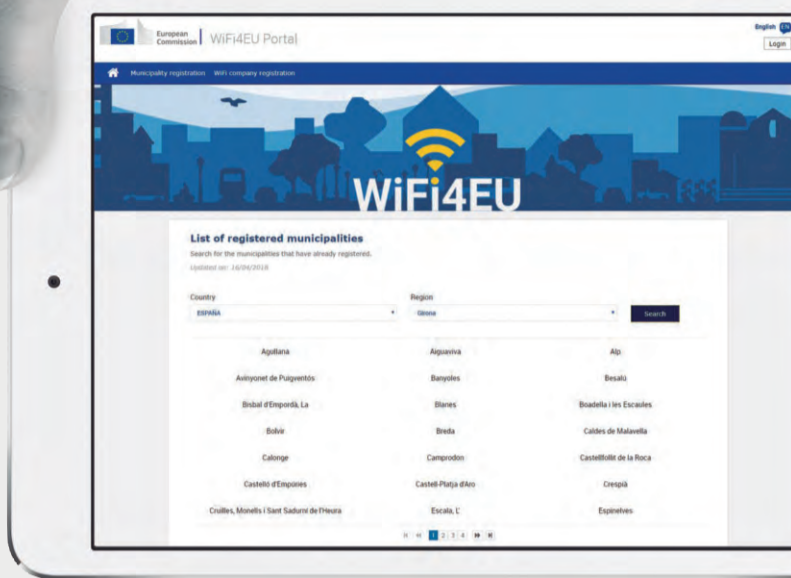 European
Commission
WiFi4EU Portal
English EN
Login
Municipality registration WiFi company registration
WiFi4EU
List of registered municipalities
Search for the municipalities that have already registered.
Updated on: 16/04/2018
Country Region
ESPAÑA Girona Search
Agullana Aiguaviva Alp
Avinyonet de Puigventós Banyoles Besalú
Bisbal d'Empordà, La Blanes Boadella i les Escaules
Bolvir Breda Caldes de Malavella
Calonge Camprodon Castellfollit de la Roca
Castelló d'Empúries Castell-Platja d'Aro Crespià
Cruïlles, Monells i Sant Sadurní de l'Heura Escala, L' Espinelves
1 2 3 4